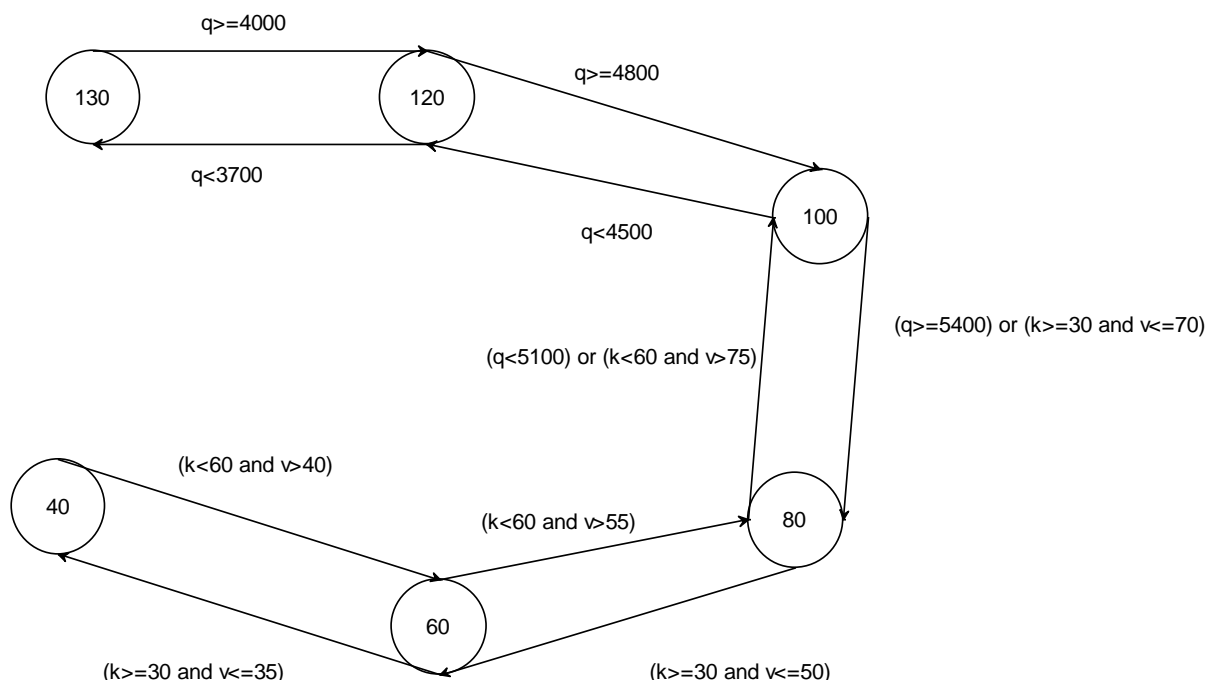 q>=4000
q>=4800
130
120
q<3700
100
q<4500
(q>=5400) or (k>=30 and v<=70)
(q<5100) or (k<60 and v>75)
(k<60 and v>40)
40
(k<60 and v>55)
80
60
(k>=30 and v<=35)
(k>=30 and v<=50)